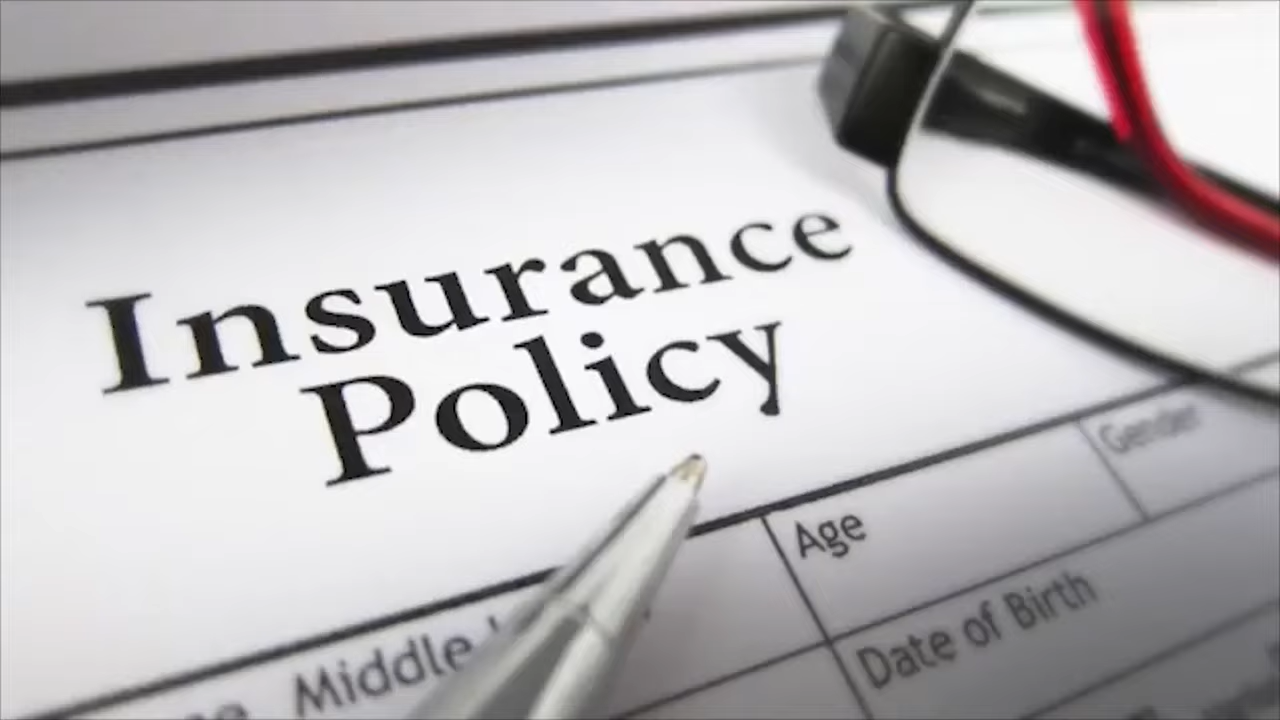 Insurance
Policy
Gender
Age
Middle
Date of Birth